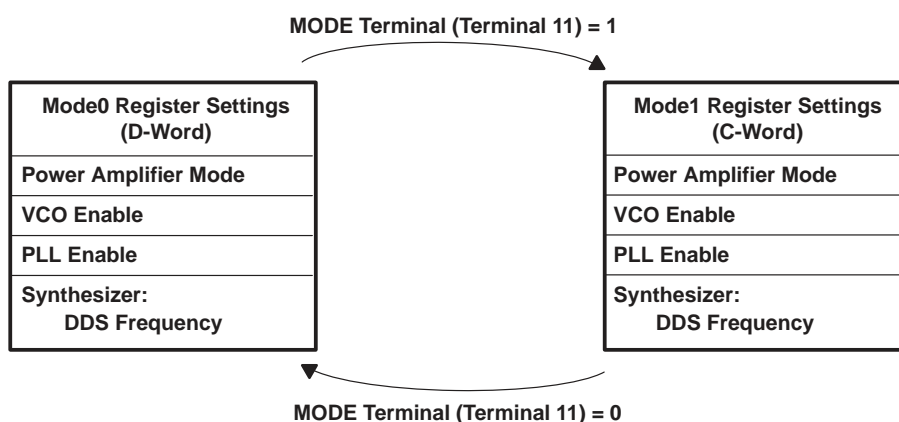 MODE Terminal (Terminal 11) = 1
Mode0 Register Settings
(D-Word)
Power Amplifier Mode
VCO Enable
PLL Enable
Synthesizer:
DDS Frequency
Mode1 Register Settings
(C-Word)
Power Amplifier Mode
VCO Enable
PLL Enable
Synthesizer:
DDS Frequency
MODE Terminal (Terminal 11) = 0